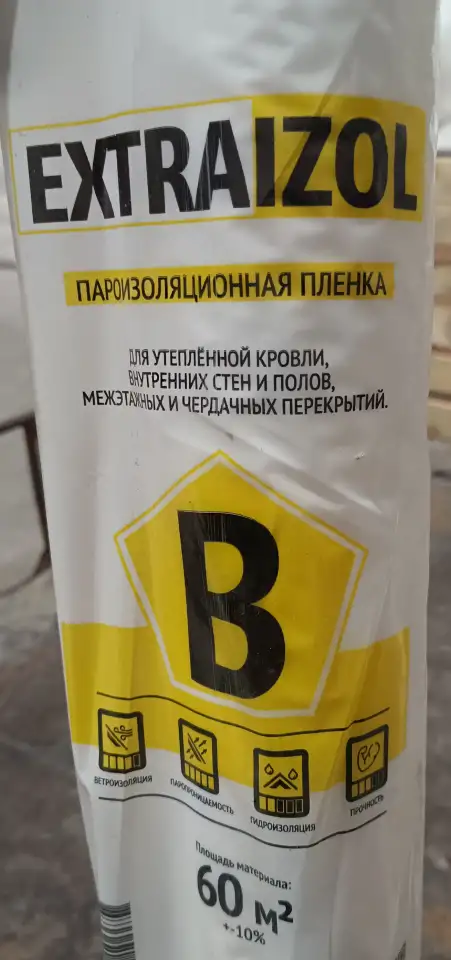 EXTRAIZOL
ПАРОИЗОЛЯЦИОННАЯ ПЛЕНКА
ДЛЯ УТЕПЛЁННОЙ КРОВЛИ,
ВНУТРЕННИХ СТЕН И ПОЛОВ,
МЕЖЭТАЖНЫХ И ЧЕРДАЧНЫХ ПЕРЕКРЫТИЙ.
B
ВЕТРОИЗОЛЯЦИЯ
ПАРОПРОНИЦАЕМОСТЬ
ГИДРОИЗОЛЯЦИЯ
ПРОЧНОСТЬ
Площадь материала:
60 м²
+-10%